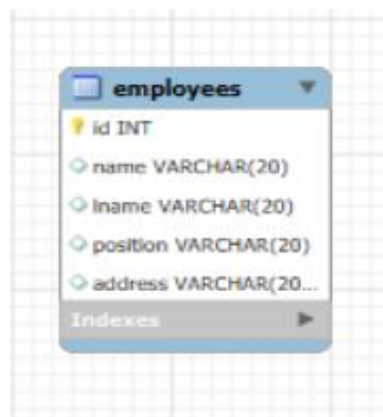 employees
id INT
name VARCHAR(20)
lname VARCHAR(20)
position VARCHAR(20)
address VARCHAR(20...
Indexes